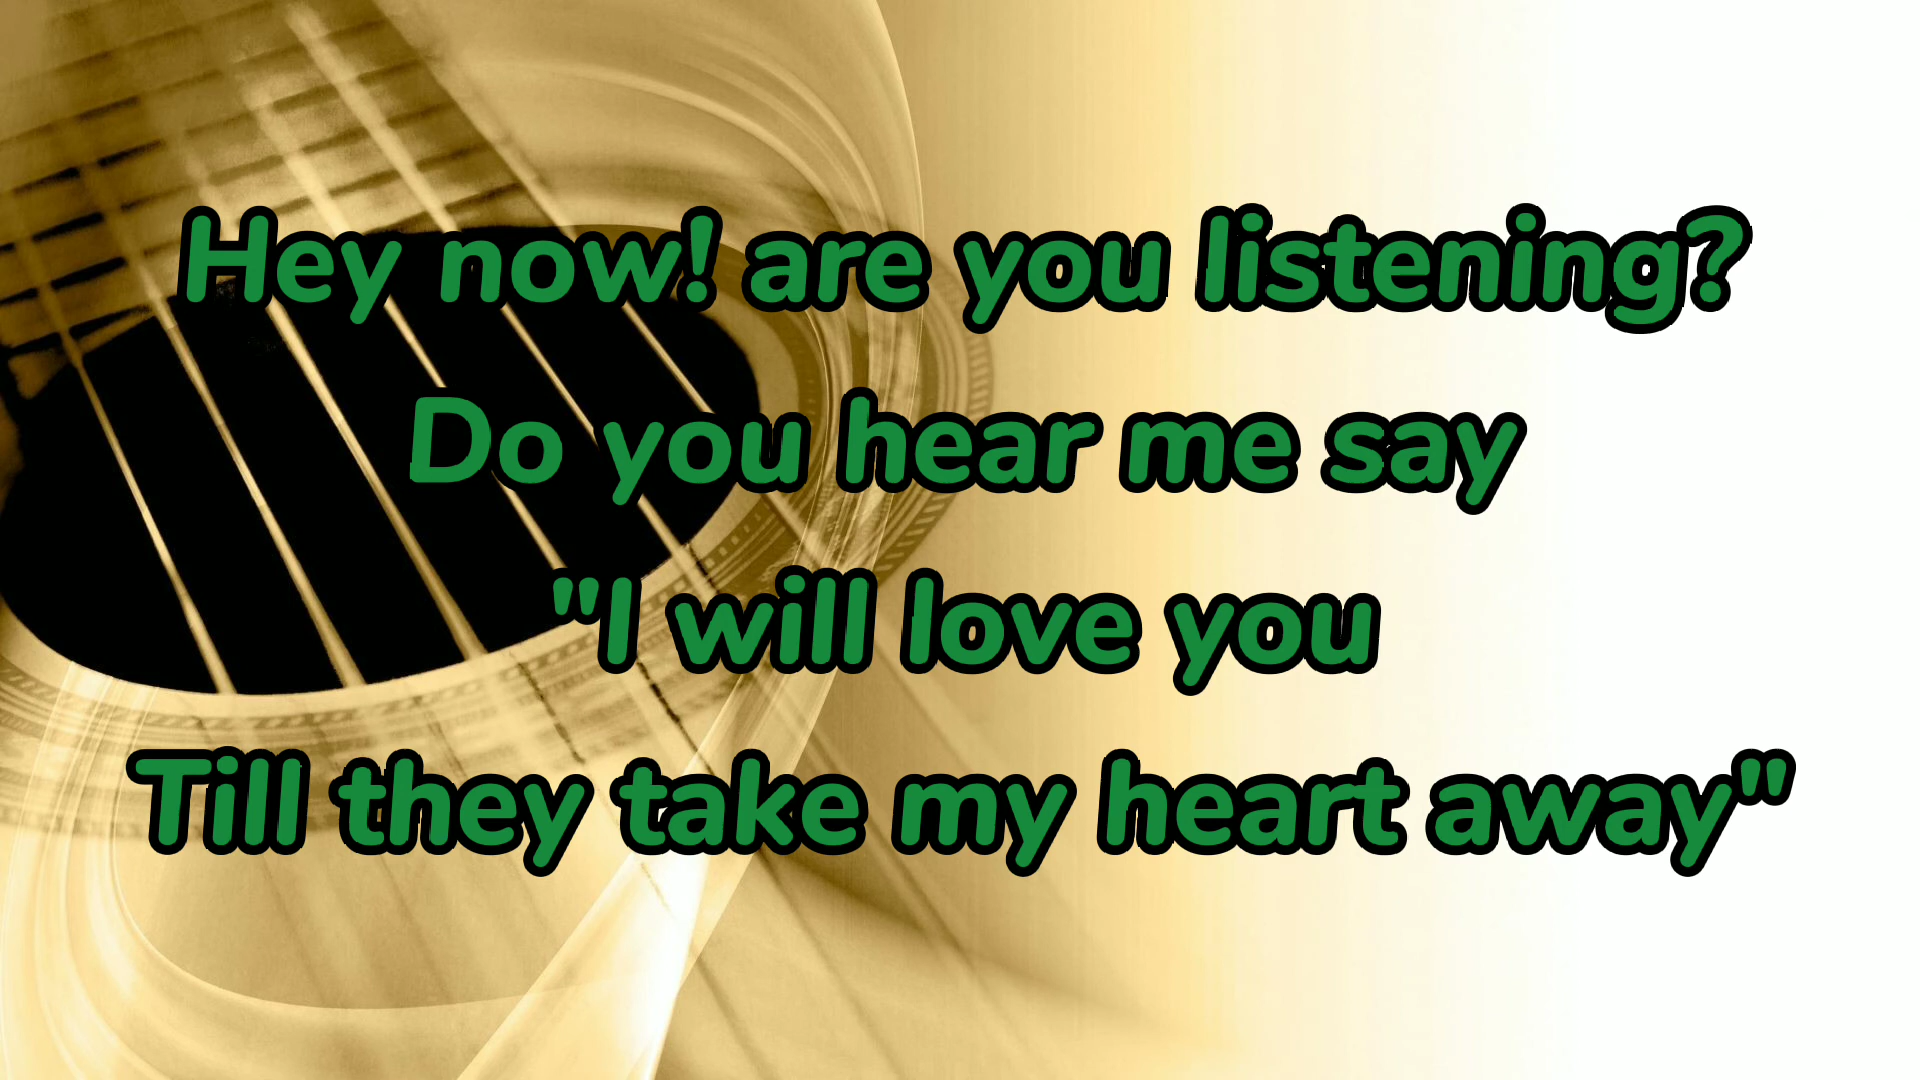 Hey now! are you listening?
Do you hear me say
"I will love you
Till they take my heart away"